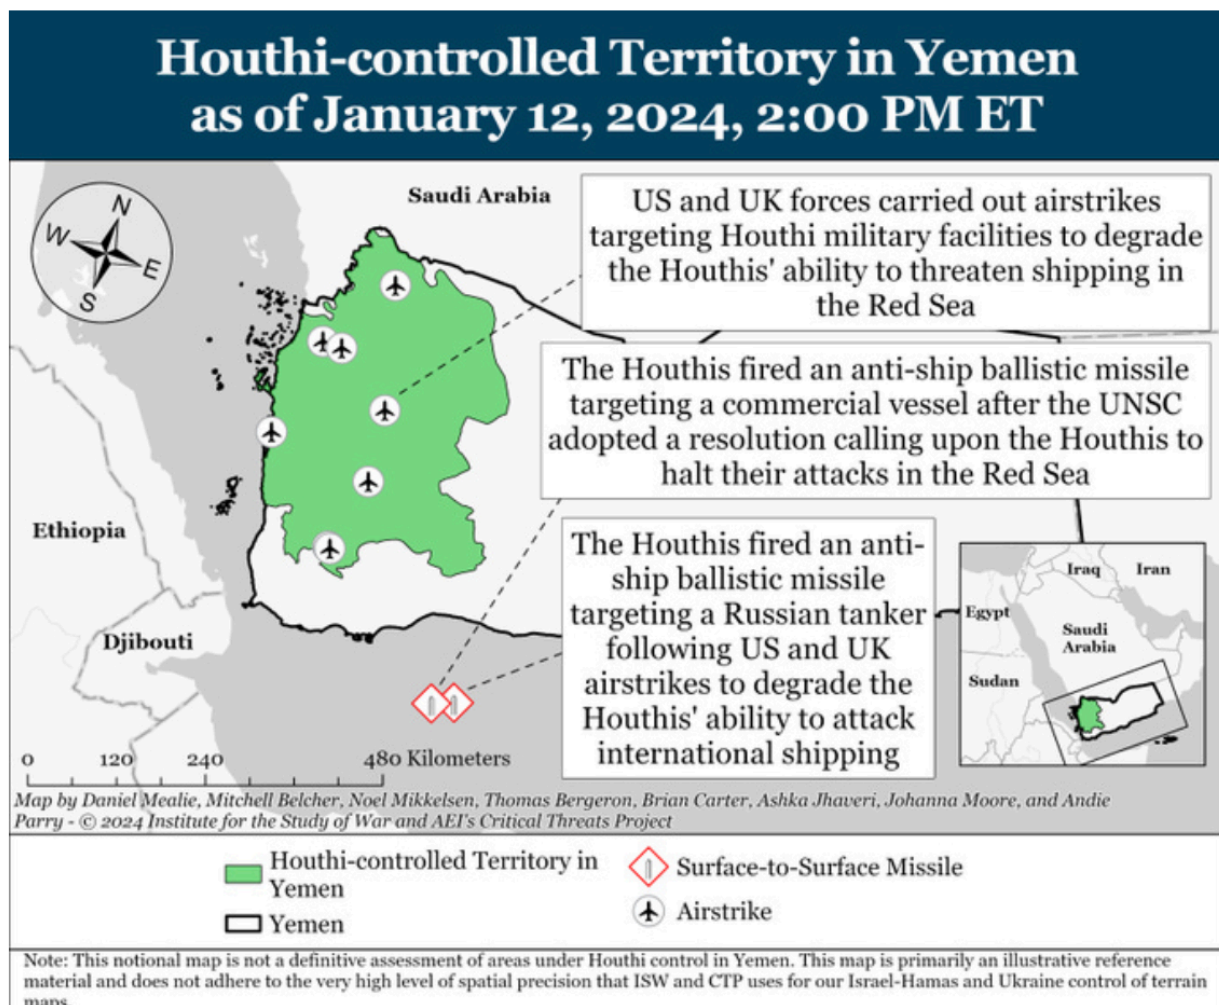 Houthi-controlled Territory in Yemen
as of January 12, 2024, 2:00 PM ET
N
W
E
S
Saudi Arabia
US and UK forces carried out airstrikes
targeting Houthi military facilities to degrade
the Houthis' ability to threaten shipping in
the Red Sea
The Houthis fired an anti-ship ballistic missile
targeting a commercial vessel after the UNSC
adopted a resolution calling upon the Houthis to
halt their attacks in the Red Sea
Ethiopia
Djibouti
The Houthis fired an anti-
ship ballistic missile
targeting a Russian tanker
following US and UK
airstrikes to degrade the
Houthis' ability to attack
international shipping
Iraq
Iran
Egypt
Saudi
Arabia
Sudan
0 120 240 480 Kilometers
Map by Daniel Mealie, Mitchell Belcher, Noel Mikkelsen, Thomas Bergeron, Brian Carter, Ashka Jhaveri, Johanna Moore, and Andie
Parry - © 2024 Institute for the Study of War and AEI's Critical Threats Project
Houthi-controlled Territory in
Yemen
Yemen
Surface-to-Surface Missile
Airstrike
Note: This notional map is not a definitive assessment of areas under Houthi control in Yemen. This map is primarily an illustrative reference
material and does not adhere to the very high level of spatial precision that ISW and CTP uses for our Israel-Hamas and Ukraine control of terrain
maps.